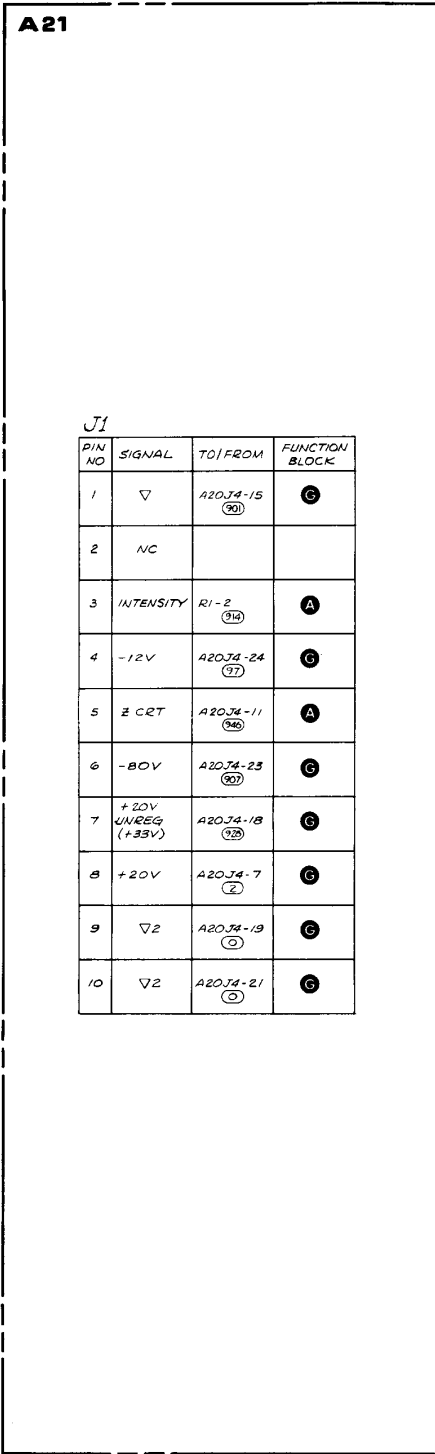 A21
J1
PIN NO SIGNAL TO/FROM FUNCTION BLOCK
1 ▽ A20J4-15 G
901
2 NC
3 INTENSITY R1-2 A
914
4 -12V A20J4-24 G
97
5 Z CRT A20J4-11 A
946
6 -80V A20J4-23 G
907
7 +20V UNREG (+33V) A20J4-18 G
928
8 +20V A20J4-7 G
2
9 ▽2 A20J4-19 G
0
10 ▽2 A20J4-21 G
0